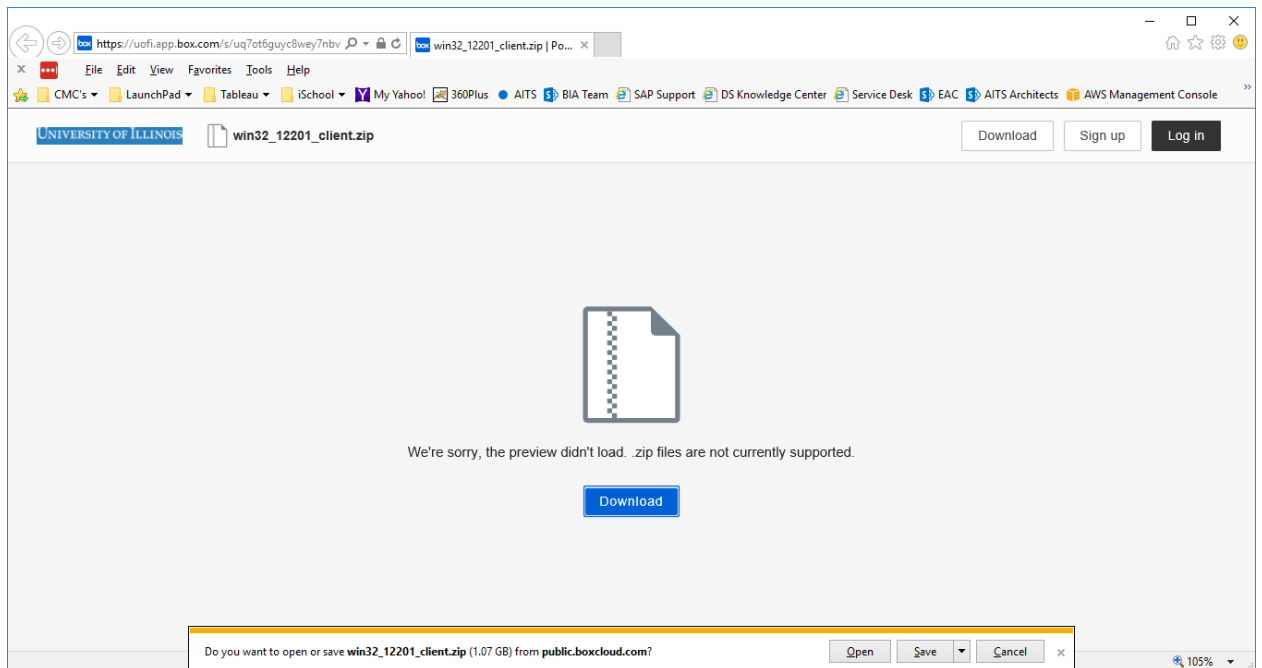 https://uofi.app.box.com/s/uq7ot6guyc8wey7nbv
box win32_12201_client.zip | Po...
File Edit View Favorites Tools Help
CMC's LaunchPad Tableau iSchool My Yahoo! 360Plus AITS BIA Team SAP Support DS Knowledge Center Service Desk EAC AITS Architects AWS Management Console
UNIVERSITY OF ILLINOIS win32_12201_client.zip Download Sign up Log in
We're sorry, the preview didn't load. .zip files are not currently supported.
Download
Do you want to open or save win32_12201_client.zip (1.07 GB) from public.boxcloud.com? Open Save Cancel
105%